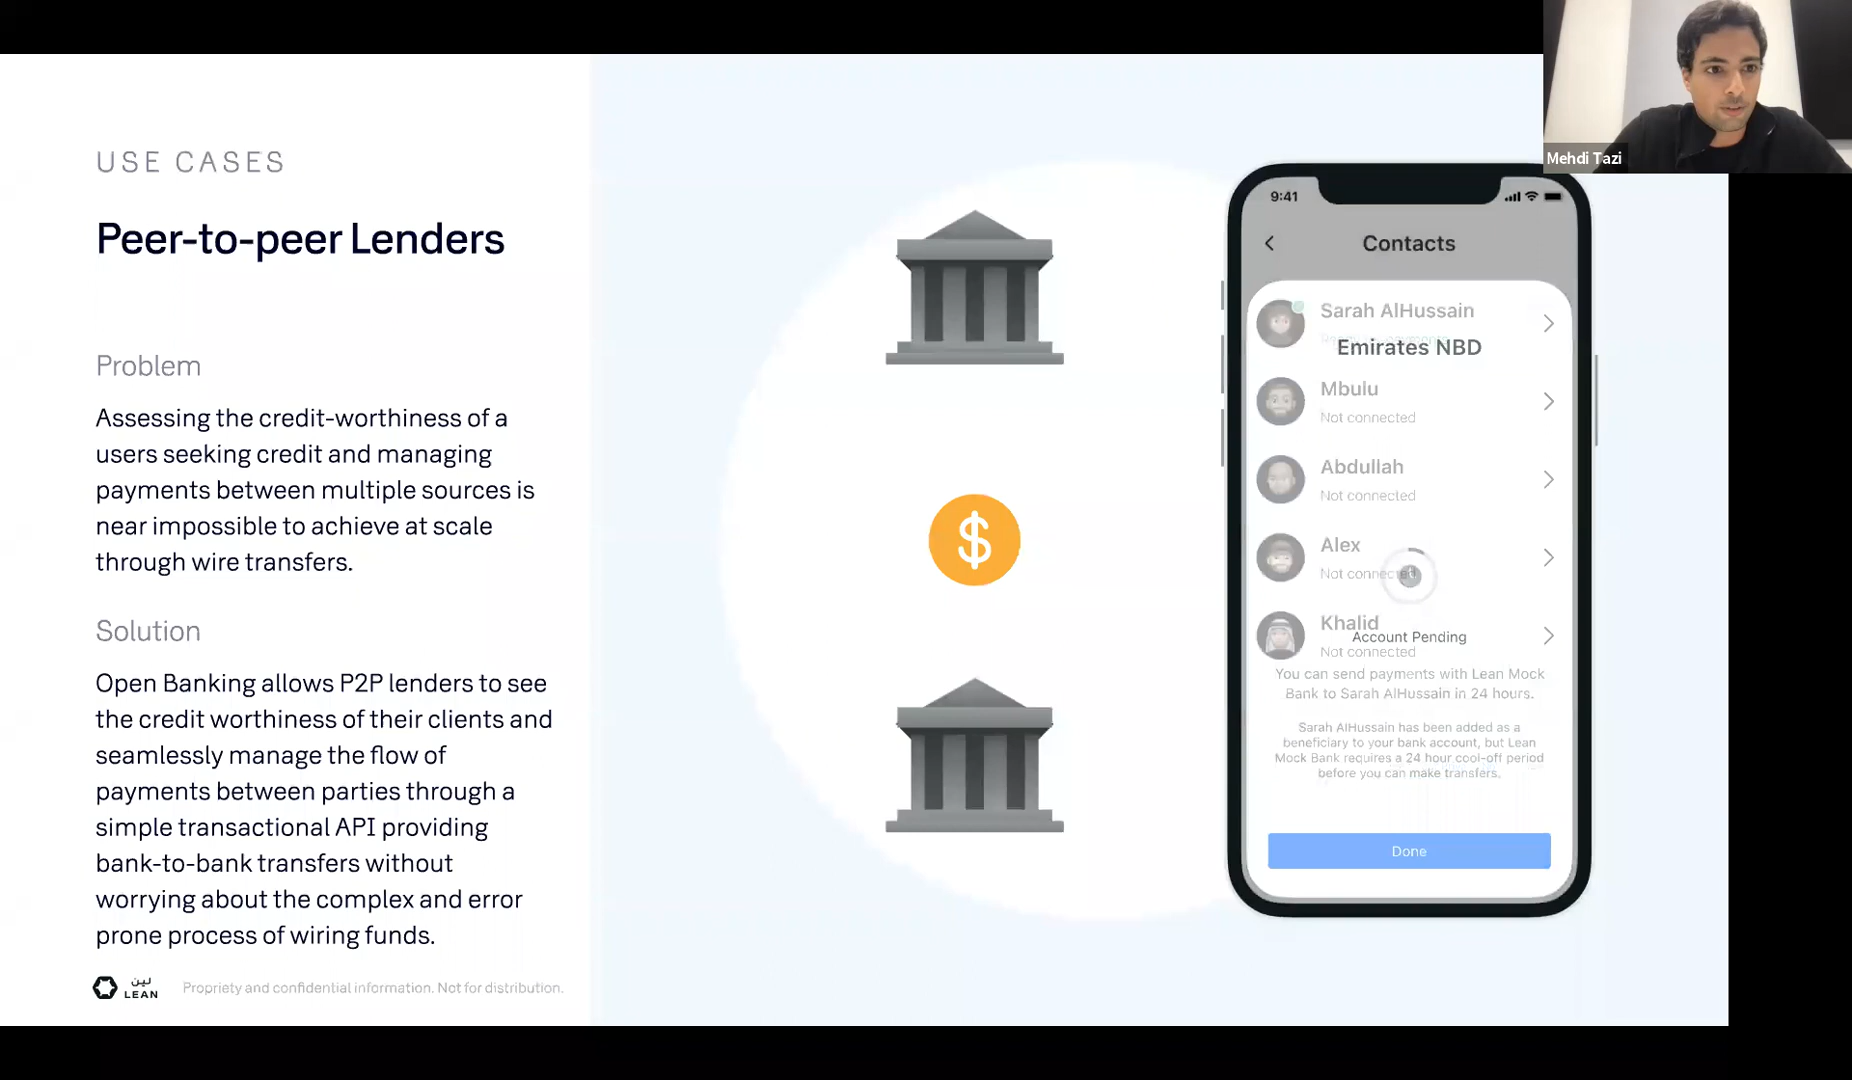 USE CASES
Peer-to-peer Lenders
Problem
Assessing the credit-worthiness of a
users seeking credit and managing
payments between multiple sources is
near impossible to achieve at scale
through wire transfers.
Solution
Open Banking allows P2P lenders to see
the credit worthiness of their clients and
seamlessly manage the flow of
payments between parties through a
simple transactional API providing
bank-to-bank transfers without
worrying about the complex and error
prone process of wiring funds.
لين
LEAN
Propriety and confidential information. Not for distribution.
$
9:41
Contacts
Sarah AlHussain
Emirates NBD
Mbulu
Not connected
Abdullah
Not connected
Alex
Not connected
Khalid
Account Pending
Not connected
You can send payments with Lean Mock
Bank to Sarah AlHussain in 24 hours.
Sarah AlHussain has been added as a
beneficiary to your bank account, but Lean
Mock Bank requires a 24 hour cool-off period
before you can make transfers.
Done
Mehdi Tazi